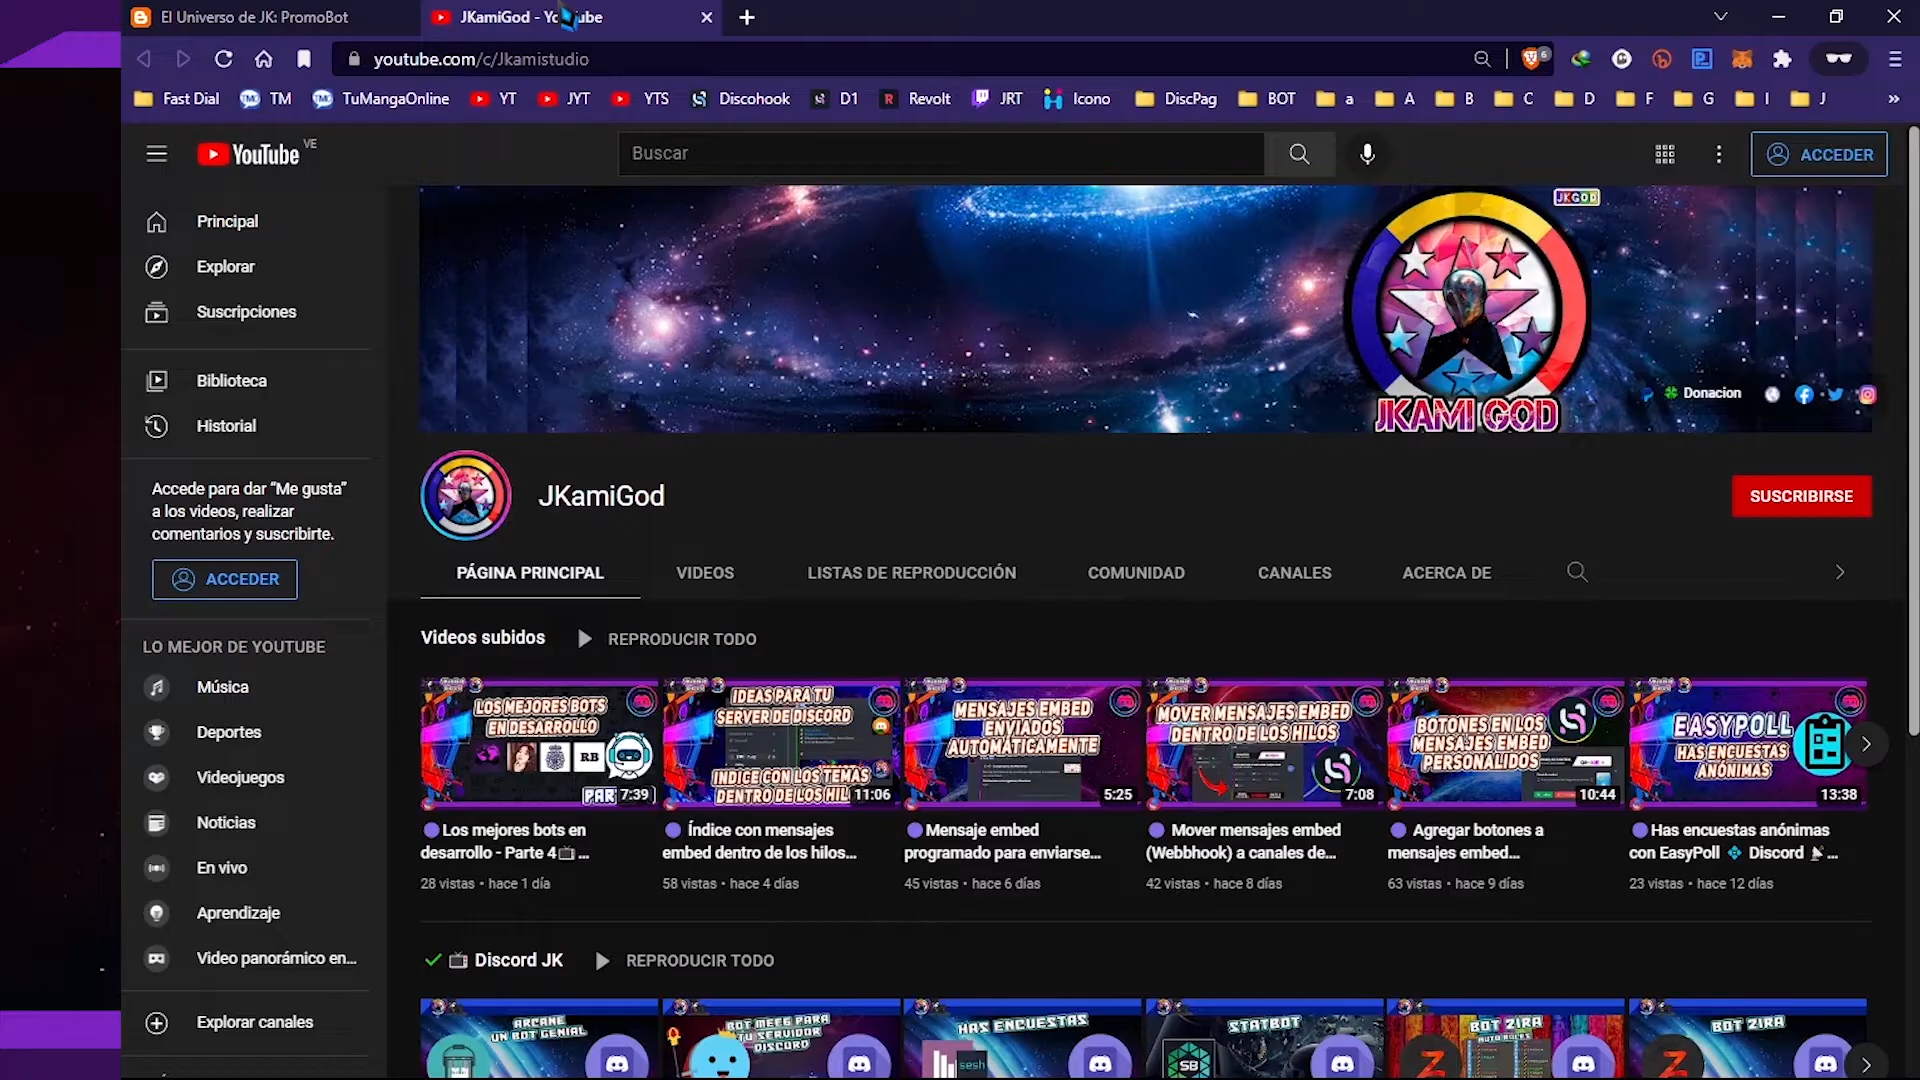 El Universo de JK: PromoBot
JKamiGod - YouTube
youtube.com/c/Jkamistudio
6
Fast Dial
TM
TuMangaOnline
YT
JYT
YTS
Discohook
D1
Revolt
JRT
Icono
DiscPag
BOT
a
A
B
C
D
F
G
I
J
YouTube VE
Buscar
ACCEDER
Principal
Explorar
Suscripciones
Biblioteca
Historial
Accede para dar “Me gusta”
a los videos, realizar
comentarios y suscribirte.
ACCEDER
LO MEJOR DE YOUTUBE
Música
Deportes
Videojuegos
Noticias
En vivo
Aprendizaje
Video panorámico en...
Explorar canales
JKGOD
JKAMI GOD
Donacion
JKamiGod
SUSCRIBIRSE
PÁGINA PRINCIPAL
VIDEOS
LISTAS DE REPRODUCCIÓN
COMUNIDAD
CANALES
ACERCA DE
Videos subidos
REPRODUCIR TODO
LOS MEJORES BOTS
EN DESARROLLO
RB
PAR
7:39
Los mejores bots en
desarrollo - Parte 4 ...
28 vistas • hace 1 día
IDEAS PARA TU
SERVER DE DISCORD
INDICE CON LOS TEMAS
DENTRO DE LOS HIL
11:06
Índice con mensajes
embed dentro de los hilos...
58 vistas • hace 4 días
MENSAJES EMBED
ENVIADOS
AUTOMÁTICAMENTE
5:25
Mensaje embed
programado para enviarse...
45 vistas • hace 6 días
MOVER MENSAJES EMBED
DENTRO DE LOS HILOS
7:08
Mover mensajes embed
(Webbhook) a canales de...
42 vistas • hace 8 días
BOTONES EN LOS
MENSAJES EMBED
PERSONALIDOS
10:44
Agregar botones a
mensajes embed...
63 vistas • hace 9 días
EASYPOLL
HAS ENCUESTAS
ANÓNIMAS
13:38
Has encuestas anónimas
con EasyPoll Discord ...
23 vistas • hace 12 días
Discord JK
REPRODUCIR TODO
ARCANE
UN BOT GENIAL
BOT MEE6 PARA
TU SERVIDOR
DISCORD
HAS ENCUESTAS
sesh
STATBOT
SB
BOT ZIRA
AUTO ROLES
Z
BOT ZIRA
Z